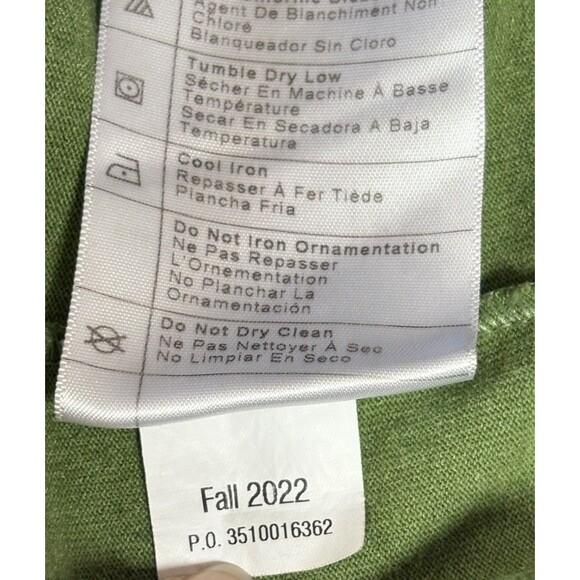 Agent De Blanchiment Non
Chloré
Blanqueador Sin Cloro
Tumble Dry Low
Sécher En Machine À Basse
Température
Secar En Secadora A Baja
Temperatura
Cool Iron
Repasser À Fer Tiède
Plancha Fria
Do Not Iron Ornamentation
Ne Pas Repasser
L'Ornementation
No Planchar La
Ornamentación
Do Not Dry Clean
Ne Pas Nettoyer À Sec
No Limpiar En Seco
Fall 2022
P.O. 3510016362